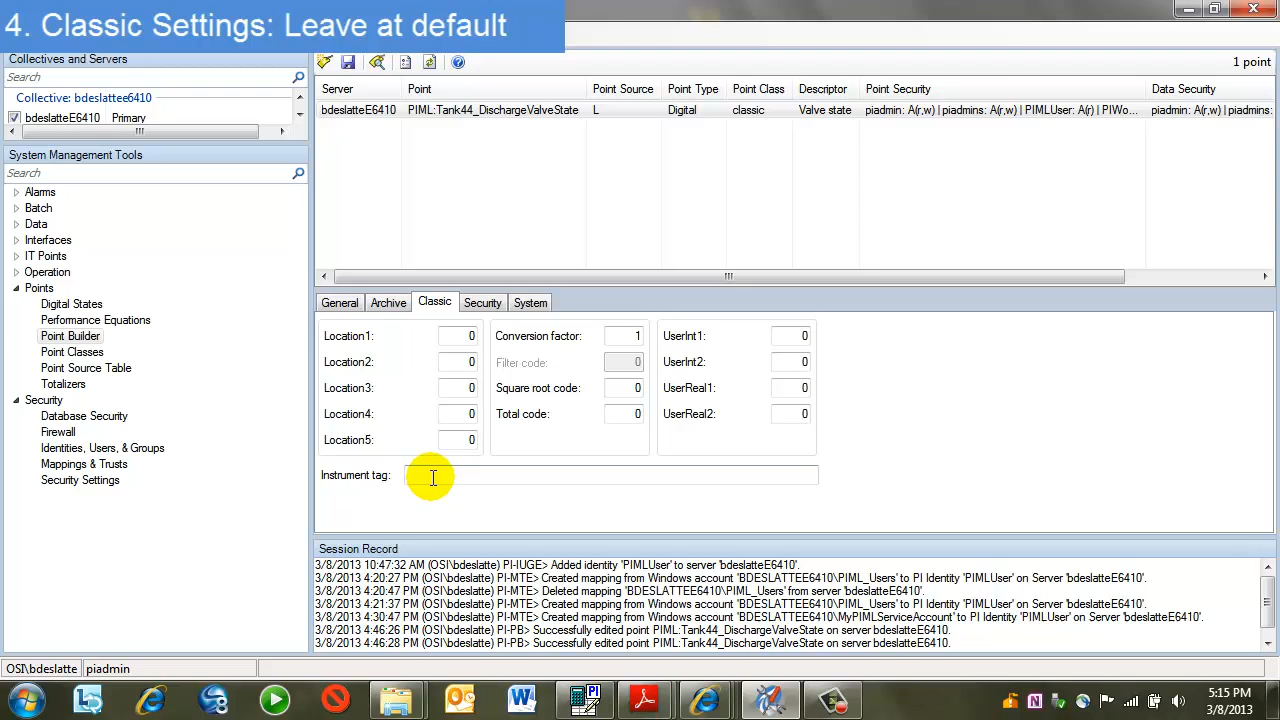 4. Classic Settings: Leave at default
Collectives and Servers
Search
Collective: bdeslattee6410
bdeslatteE6410 Primary
System Management Tools
Search
Alarms
Batch
Data
Interfaces
IT Points
Operation
Points
Digital States
Performance Equations
Point Builder
Point Classes
Point Source Table
Totalizers
Security
Database Security
Firewall
Identities, Users, & Groups
Mappings & Trusts
Security Settings
1 point
Server Point Point Source Point Type Point Class Descriptor Point Security Data Security
bdeslatteE6410 PIML:Tank44_DischargeValveState L Digital classic Valve state piadmin: A(r,w) | piadmins: A(r,w) | PIMLUser: A(r) | PIWo... piadmin: A(r,w) | piadmins:
General Archive Classic Security System
Location1: 0 Conversion factor: 1 UserInt1: 0
Location2: 0 Filter code: 0 UserInt2: 0
Location3: 0 Square root code: 0 UserReal1: 0
Location4: 0 Total code: 0 UserReal2: 0
Location5: 0
Instrument tag:
Session Record
3/8/2013 10:47:32 AM (OSI\bdeslatte) PI-IUGE> Added identity 'PIMLUser' to server 'bdeslatteE6410'.
3/8/2013 4:20:27 PM (OSI\bdeslatte) PI-MTE> Created mapping from Windows account 'BDESLATTEE6410\PIML_Users' to PI Identity 'PIMLUser' on Server 'bdeslatteE6410'.
3/8/2013 4:20:47 PM (OSI\bdeslatte) PI-MTE> Deleted mapping 'BDESLATTEE6410\PIML_Users' from server 'bdeslatteE6410'.
3/8/2013 4:21:37 PM (OSI\bdeslatte) PI-MTE> Created mapping from Windows account 'BDESLATTEE6410\PIML_Users' to PI Identity 'PIMLUser' on Server 'bdeslatteE6410'.
3/8/2013 4:30:47 PM (OSI\bdeslatte) PI-MTE> Created mapping from Windows account 'BDESLATTEE6410\MyPIMLServiceAccount' to PI Identity 'PIMLUser' on Server 'bdeslatteE6410'.
3/8/2013 4:46:26 PM (OSI\bdeslatte) PI-PB> Successfully edited point PIML:Tank44_DischargeValveState on server bdeslatteE6410.
3/8/2013 4:46:28 PM (OSI\bdeslatte) PI-PB> Successfully edited point PIML:Tank44_DischargeValveState on server bdeslatteE6410.
OSI\bdeslatte piadmin
PI
5:15 PM
3/8/2013